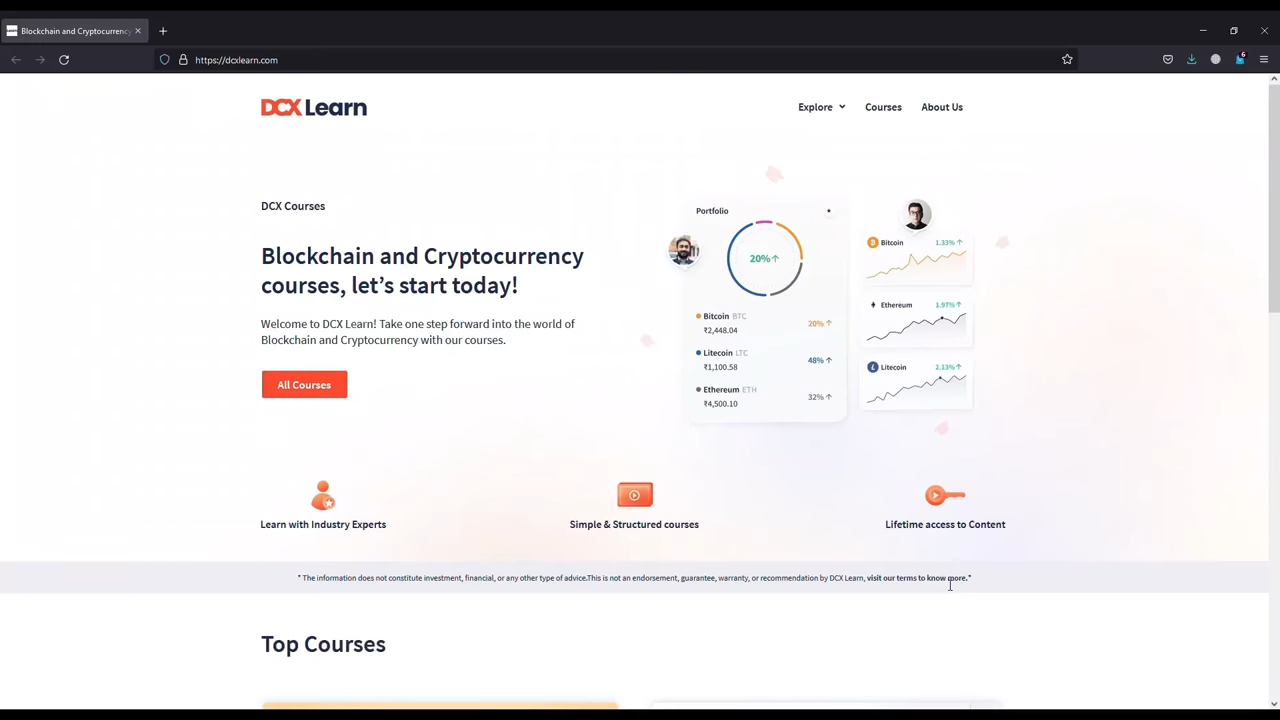 Blockchain and Cryptocurrency
https://dcxlearn.com
6
DCX Learn
Explore
Courses
About Us
DCX Courses
Blockchain and Cryptocurrency
courses, let's start today!
Welcome to DCX Learn! Take one step forward into the world of
Blockchain and Cryptocurrency with our courses.
All Courses
Portfolio
20%↑
Bitcoin BTC
₹2,448.04
20% ↑
Litecoin LTC
₹1,100.58
48% ↑
Ethereum ETH
₹4,500.10
32% ↑
Bitcoin
1.33% ↑
Ethereum
1.97% ↑
Litecoin
2.13% ↑
Learn with Industry Experts
Simple & Structured courses
Lifetime access to Content
* The information does not constitute investment, financial, or any other type of advice.This is not an endorsement, guarantee, warranty, or recommendation by DCX Learn, visit our terms to know more.*
Top Courses